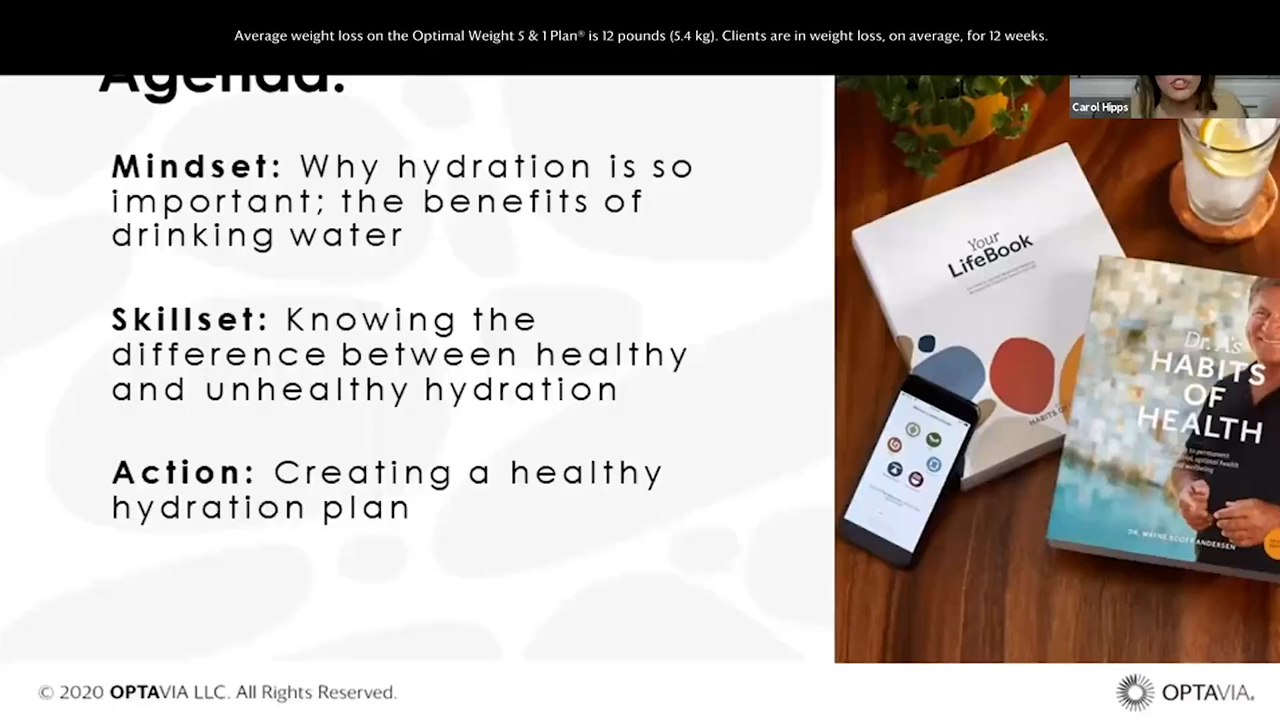 Average weight loss on the Optimal Weight 5 & 1 Plan® is 12 pounds (5.4 kg). Clients are in weight loss, on average, for 12 weeks.
Agenda:
Carol Hipps
Mindset: Why hydration is so
important; the benefits of
drinking water
Skillset: Knowing the
difference between healthy
and unhealthy hydration
Action: Creating a healthy
hydration plan
Your
LifeBook
HABITS OF
Dr. A's
HABITS
OF
HEALTH
DR. WAYNE SCOTT ANDERSEN
© 2020 OPTAVIA LLC. All Rights Reserved.
OPTAVIA®